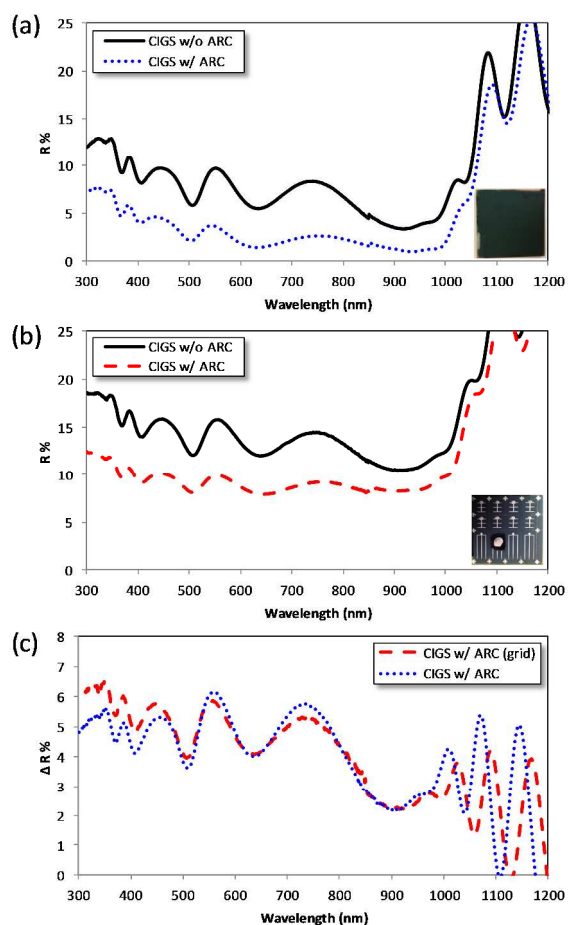 (a)
25
20
15
10
5
0
R %
CIGS w/o ARC
CIGS w/ ARC
300 400 500 600 700 800 900 1000 1100 1200
Wavelength (nm)
(b)
25
20
15
10
5
0
R %
CIGS w/o ARC
CIGS w/ ARC
300 400 500 600 700 800 900 1000 1100 1200
Wavelength (nm)
(c)
8
7
6
5
4
3
2
1
0
Δ R %
CIGS w/ ARC (grid)
CIGS w/ ARC
300 400 500 600 700 800 900 1000 1100 1200
Wavelength (nm)